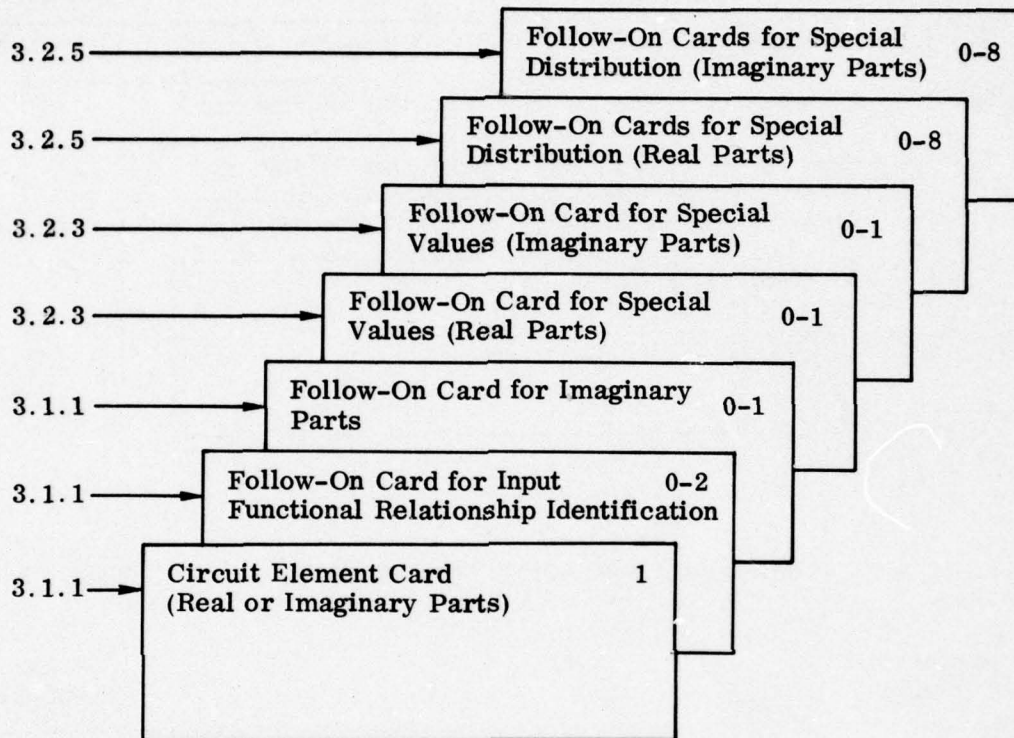 3.2.5 Follow-On Cards for Special 0-8
Distribution (Imaginary Parts)
3.2.5 Follow-On Cards for Special 0-8
Distribution (Real Parts)
3.2.3 Follow-On Card for Special 0-1
Values (Imaginary Parts)
3.2.3 Follow-On Card for Special 0-1
Values (Real Parts)
3.1.1 Follow-On Card for Imaginary 0-1
Parts
3.1.1 Follow-On Card for Input 0-2
Functional Relationship Identification
3.1.1 Circuit Element Card 1
(Real or Imaginary Parts)